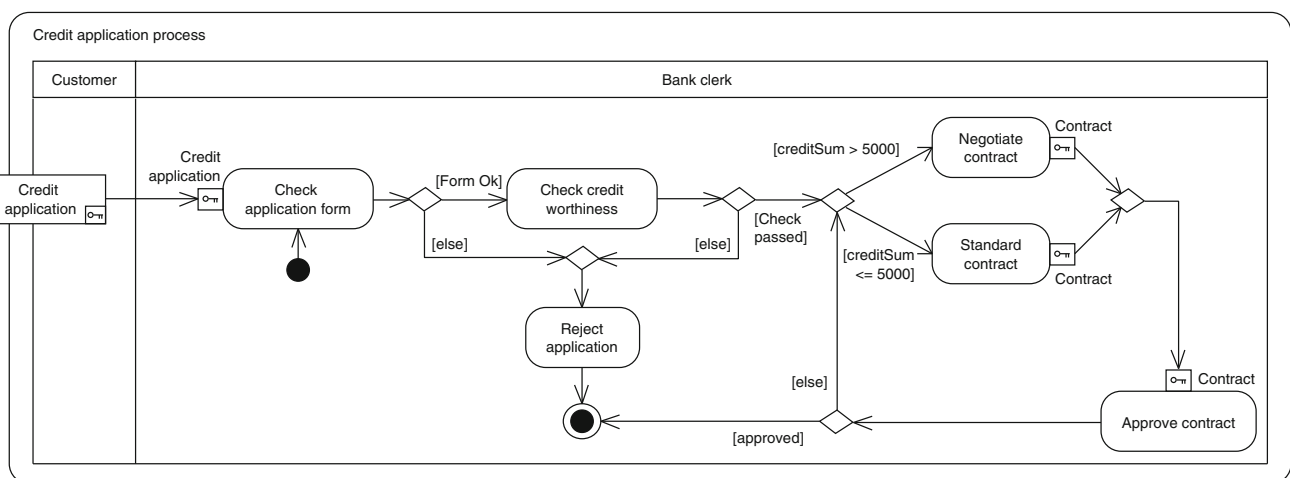 Credit application process
Customer
Bank clerk
Credit
application
Credit
application
Check
application form
[Form Ok]
[else]
Check credit
worthiness
[Check
passed]
[else]
Reject
application
[creditSum > 5000]
[creditSum
<= 5000]
Negotiate
contract
Contract
Standard
contract
Contract
Contract
Approve contract
[else]
[approved]